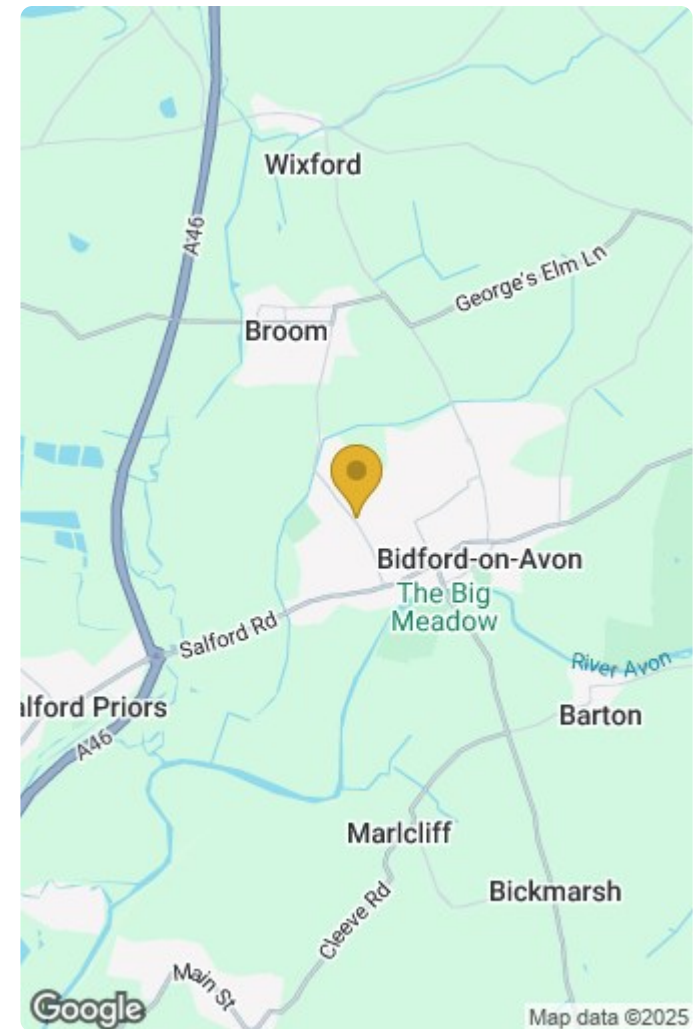 Wixford
A46
George's Elm Ln
Broom
Bidford-on-Avon
The Big
Meadow
Salford Rd
River Avon
alford Priors
A46
Barton
Marlcliff
Bickmarsh
Cleeve Rd
Main St
Google
Map data ©2025